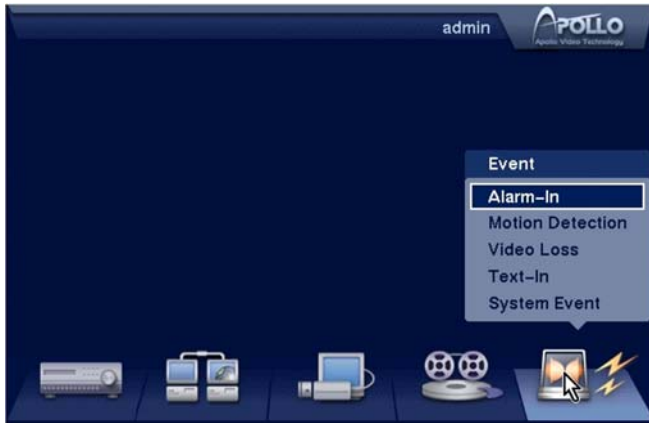 admin
APOLLO
Apollo Video Technology
Event
Alarm-In
Motion Detection
Video Loss
Text-In
System Event